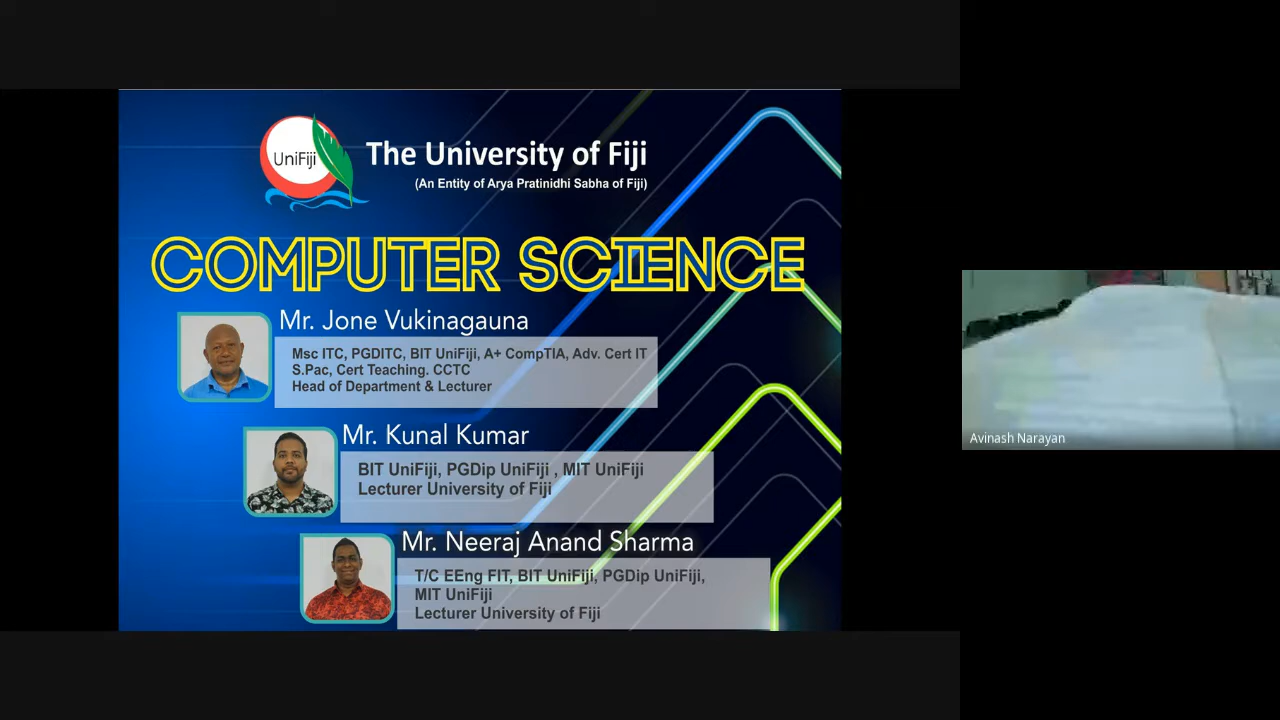 UniFiji
The University of Fiji
(An Entity of Arya Pratinidhi Sabha of Fiji)
COMPUTER SCIENCE
Mr. Jone Vukinagauna
Msc ITC, PGDITC, BIT UniFiji, A+ CompTIA, Adv. Cert IT
S.Pac, Cert Teaching. CCTC
Head of Department & Lecturer
Mr. Kunal Kumar
BIT UniFiji, PGDip UniFiji , MIT UniFiji
Lecturer University of Fiji
Mr. Neeraj Anand Sharma
T/C EEng FIT, BIT UniFiji, PGDip UniFiji,
MIT UniFiji
Lecturer University of Fiji
Avinash Narayan